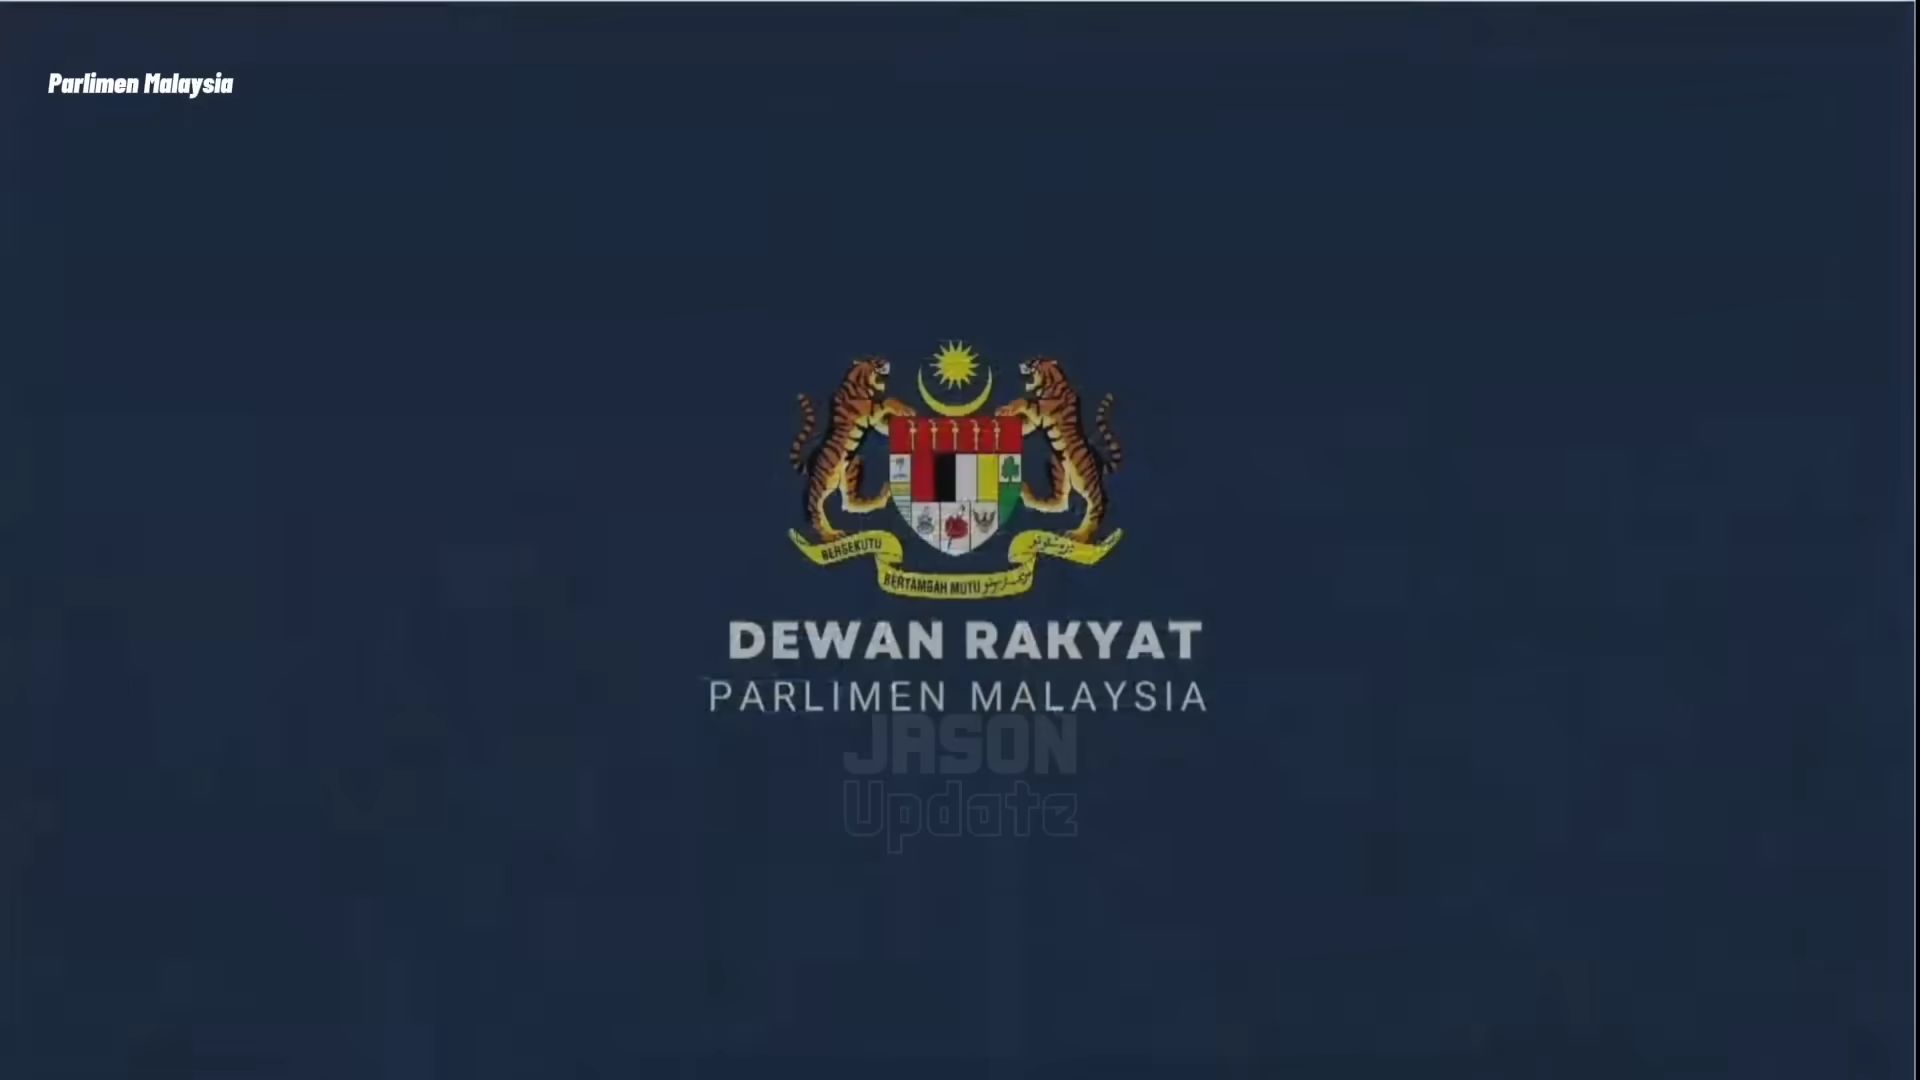 Parlimen Malaysia
BERSEKUTU
BERTAMBAH MUTU
DEWAN RAKYAT
PARLIMEN MALAYSIA
JASON
Update